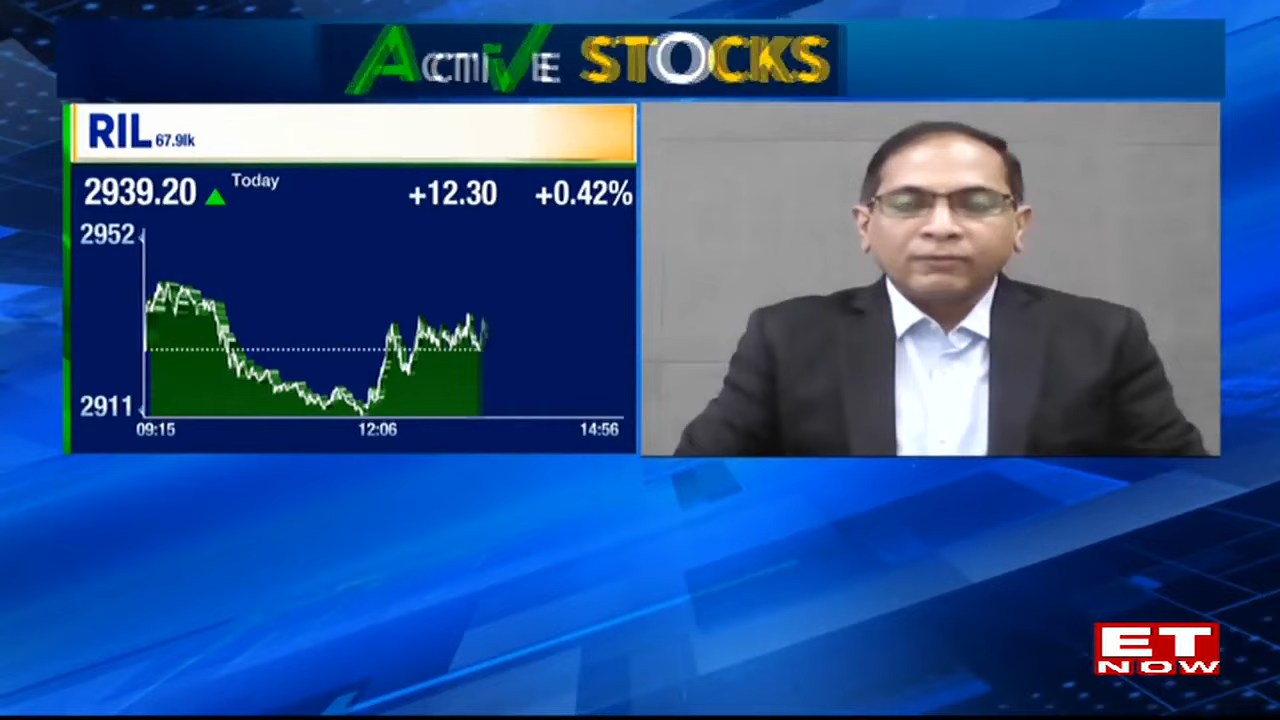 ACTIVE STOCKS
RIL 67.9lk
2939.20 Today +12.30 +0.42%
2952
2911
09:15 12:06 14:56
ET
NOW